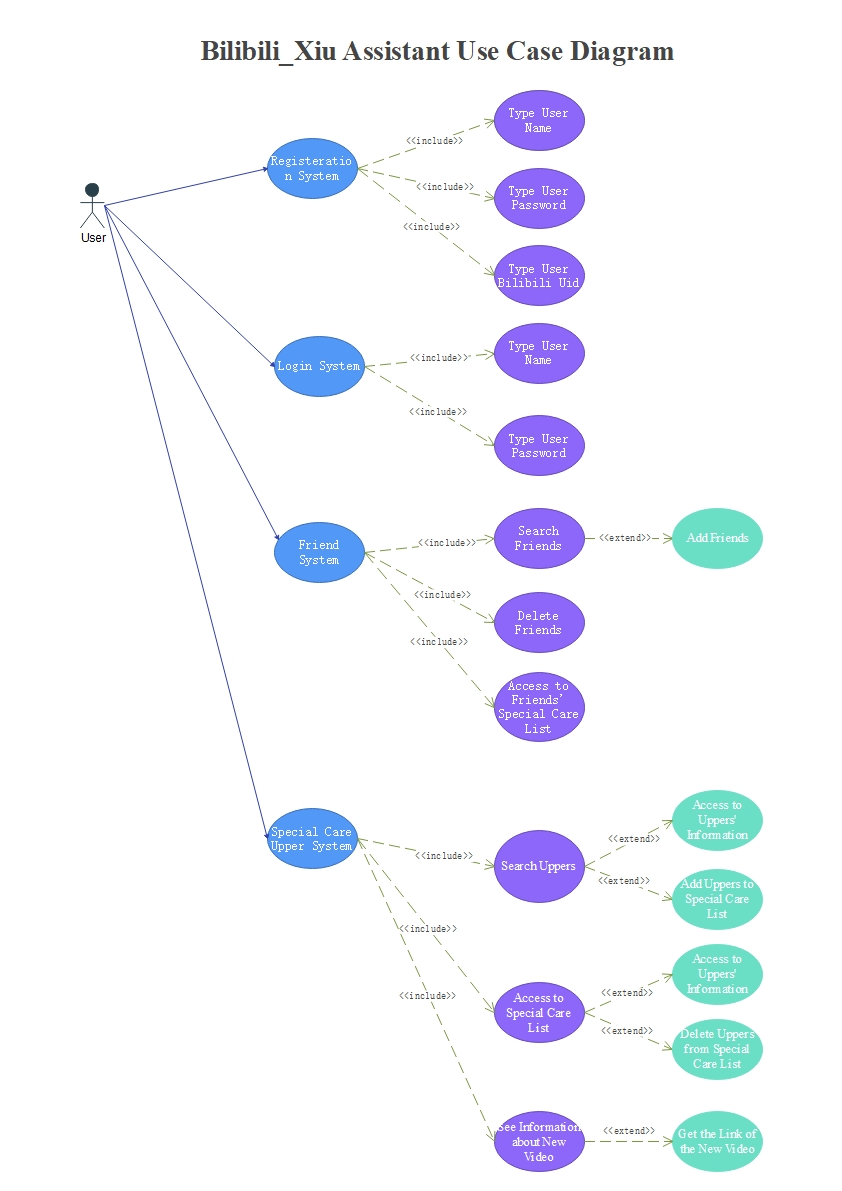 Bilibili_Xiu Assistant Use Case Diagram
User
Registeratio
n System
<<include>>
Type User
Name
<<include>>
Type User
Password
<<include>>
Type User
Bilibili Uid
Login System
<<include>>
Type User
Name
<<include>>
Type User
Password
Friend
System
<<include>>
Search
Friends
<<extend>>
Add Friends
<<include>>
Delete
Friends
<<include>>
Access to
Friends'
Special Care
List
Special Care
Upper System
<<include>>
Search Uppers
<<extend>>
Access to
Uppers'
Information
<<extend>>
Add Uppers to
Special Care
List
<<include>>
Access to
Special Care
List
<<extend>>
Access to
Uppers'
Information
<<extend>>
Delete Uppers
from Special
Care List
<<include>>
See Information
about New
Video
<<extend>>
Get the Link of
the New Video